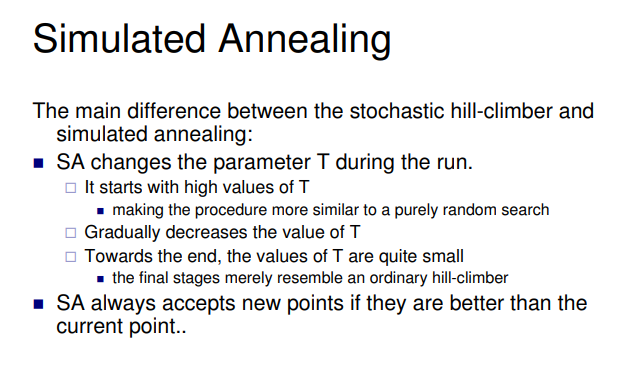 Simulated Annealing
The main difference between the stochastic hill-climber and
simulated annealing:
SA changes the parameter T during the run.
It starts with high values of T
making the procedure more similar to a purely random search
Gradually decreases the value of T
Towards the end, the values of T are quite small
the final stages merely resemble an ordinary hill-climber
SA always accepts new points if they are better than the
current point..